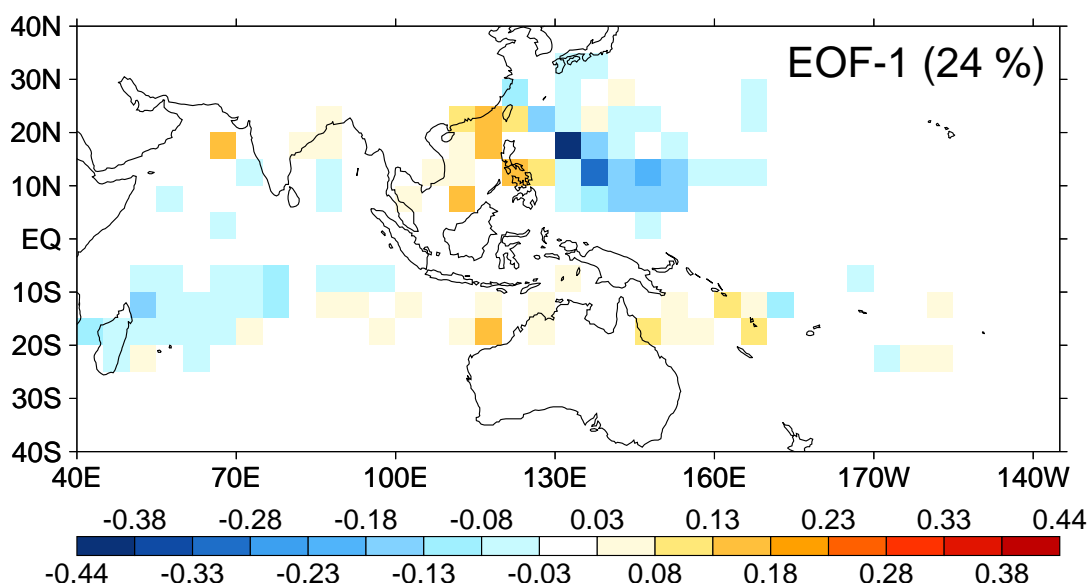 40N
EOF-1 (24 %)
30N
20N
10N
EQ
10S
20S
30S
40S
40E 70E 100E 130E 160E 170W 140W
-0.38 -0.28 -0.18 -0.08 0.03 0.13 0.23 0.33 0.44
-0.44 -0.33 -0.23 -0.13 -0.03 0.08 0.18 0.28 0.38